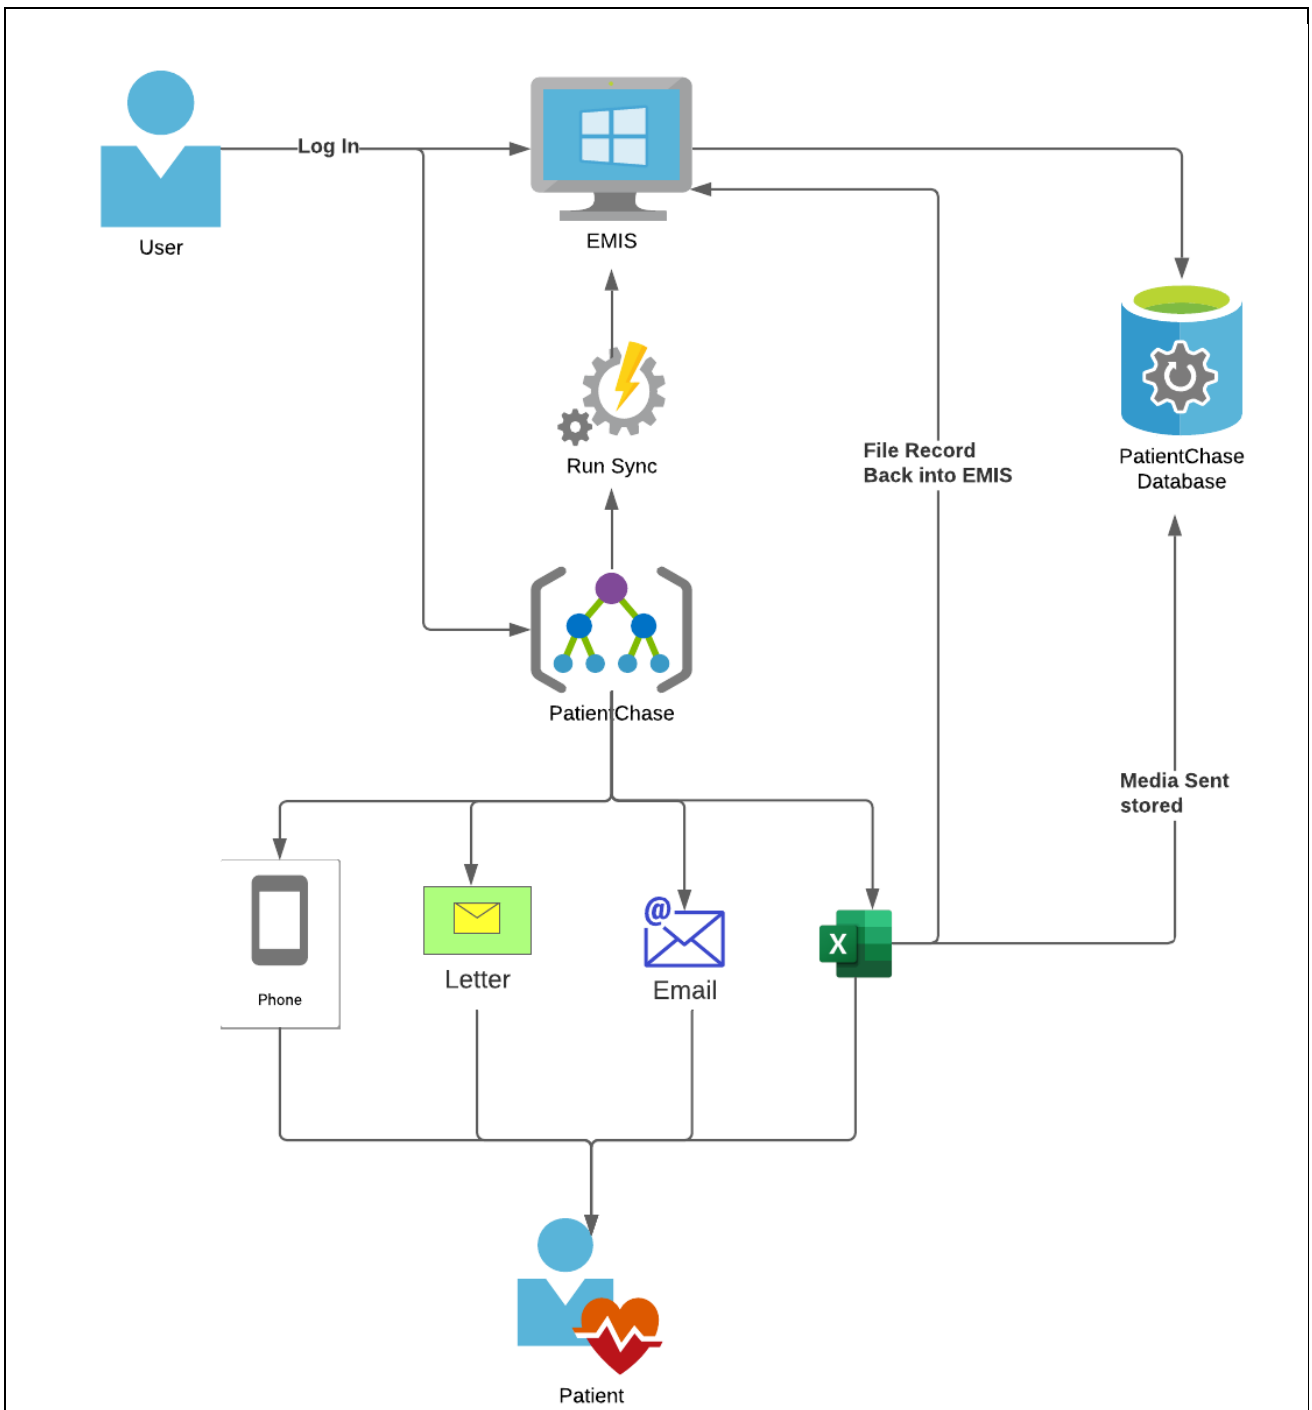 Log In
User
EMIS
Run Sync
File Record
Back into EMIS
PatientChase
Database
PatientChase
Media Sent
stored
Phone
Letter
@
Email
X
Patient